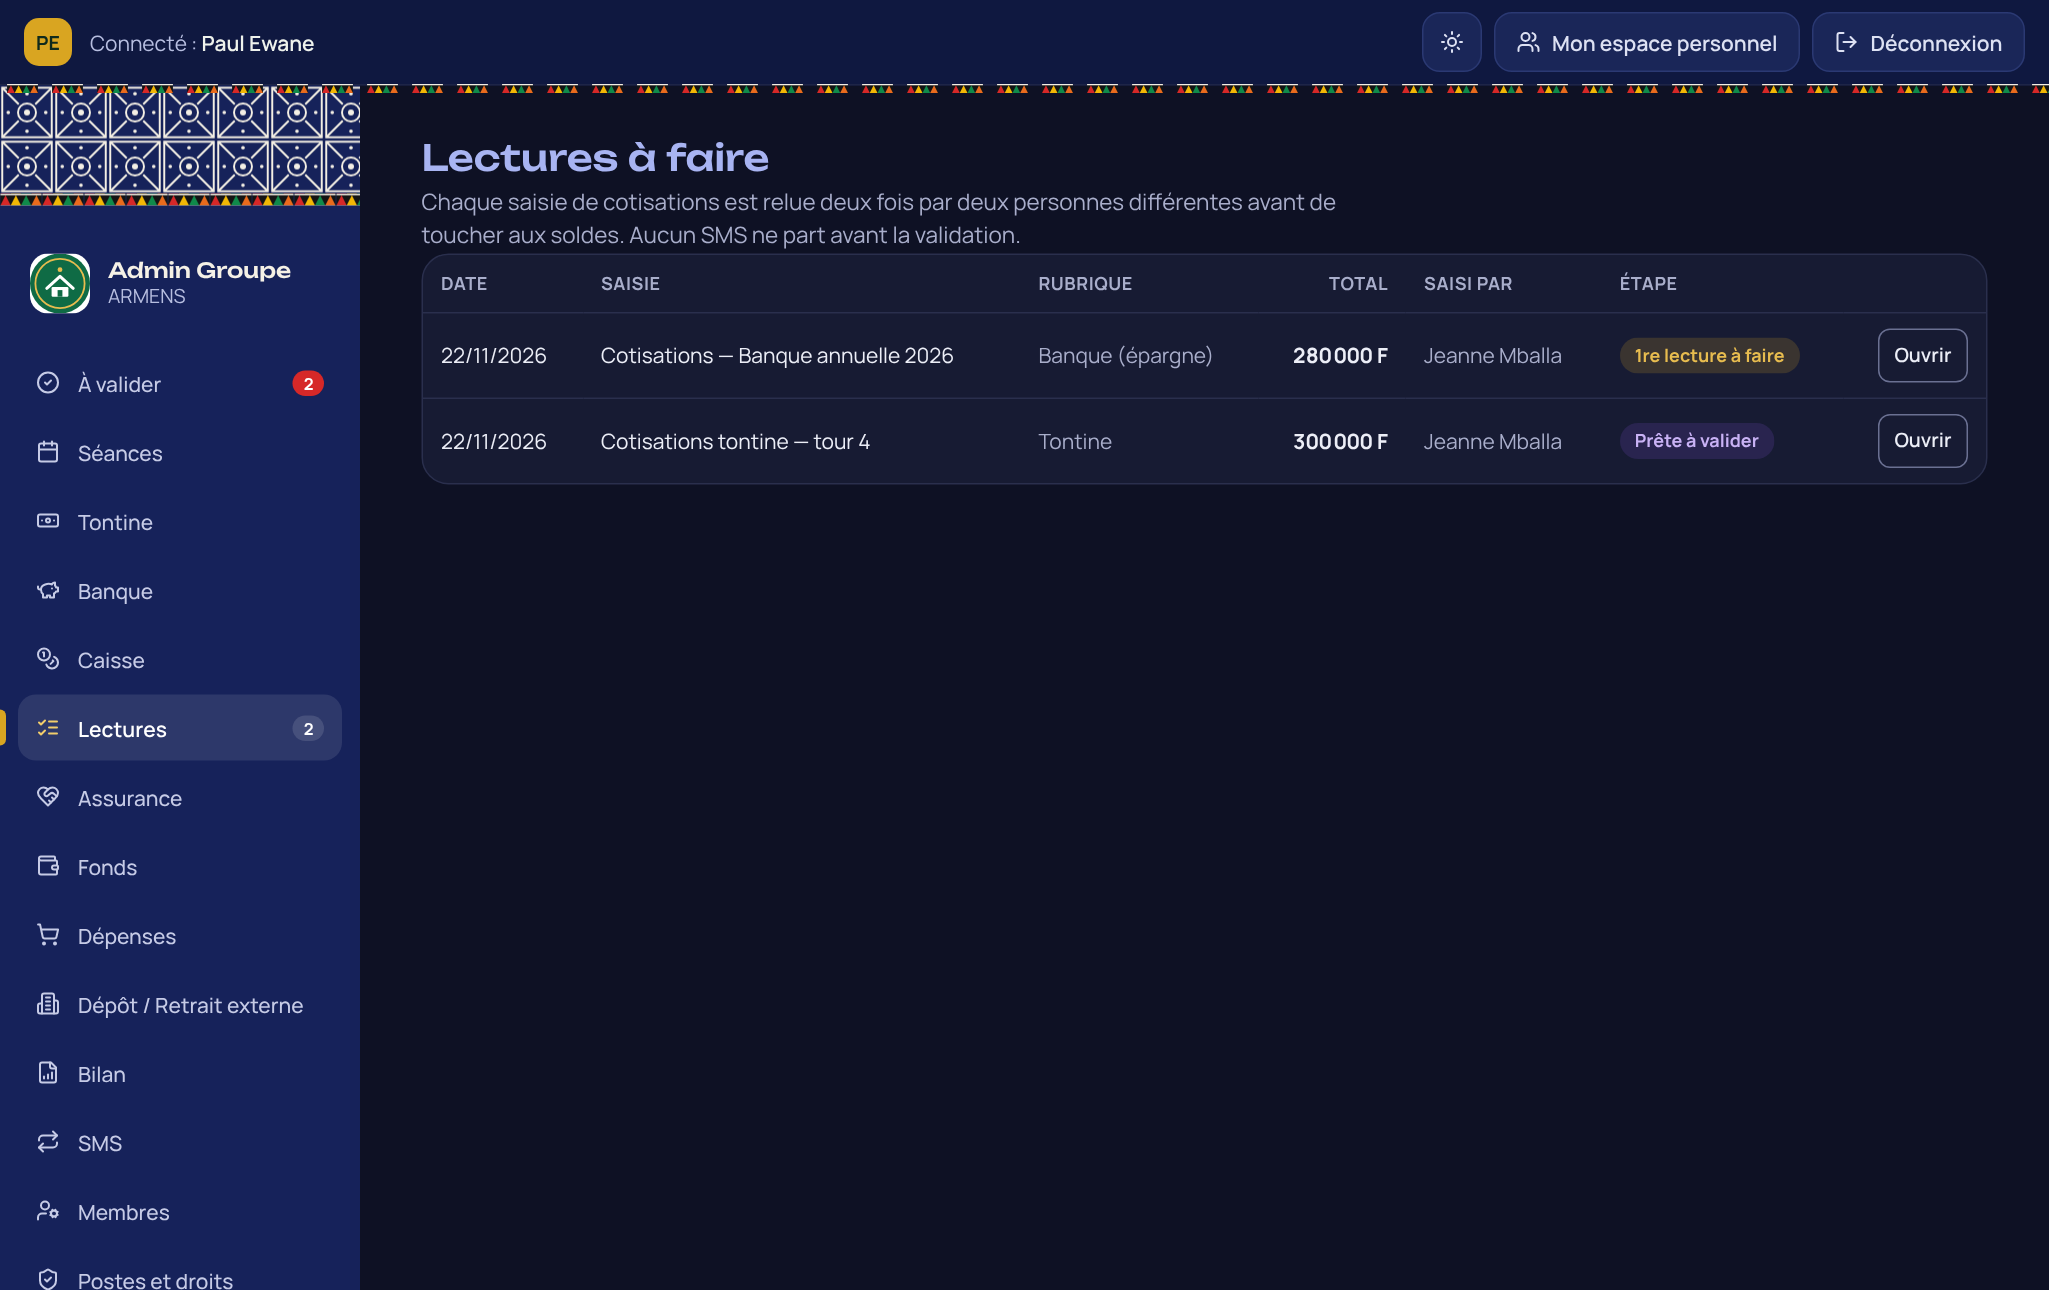 PE
Connecté : Paul Ewane
Mon espace personnel
Déconnexion
Admin Groupe
ARMENS
À valider 2
Séances
Tontine
Banque
Caisse
Lectures 2
Assurance
Fonds
Dépenses
Dépôt / Retrait externe
Bilan
SMS
Membres
Postes et droits
Lectures à faire
Chaque saisie de cotisations est relue deux fois par deux personnes différentes avant de
toucher aux soldes. Aucun SMS ne part avant la validation.
DATE SAISIE RUBRIQUE TOTAL SAISI PAR ÉTAPE
22/11/2026 Cotisations — Banque annuelle 2026 Banque (épargne) 280 000 F Jeanne Mballa 1re lecture à faire Ouvrir
22/11/2026 Cotisations tontine — tour 4 Tontine 300 000 F Jeanne Mballa Prête à valider Ouvrir